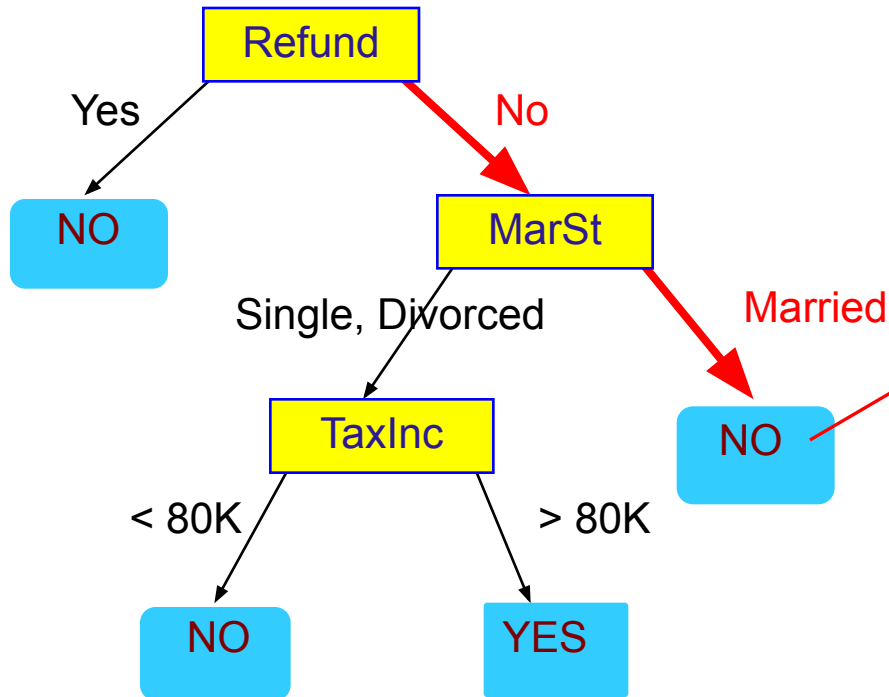 Refund
Yes
No
NO
MarSt
Single, Divorced
Married
TaxInc
NO
< 80K
> 80K
NO
YES